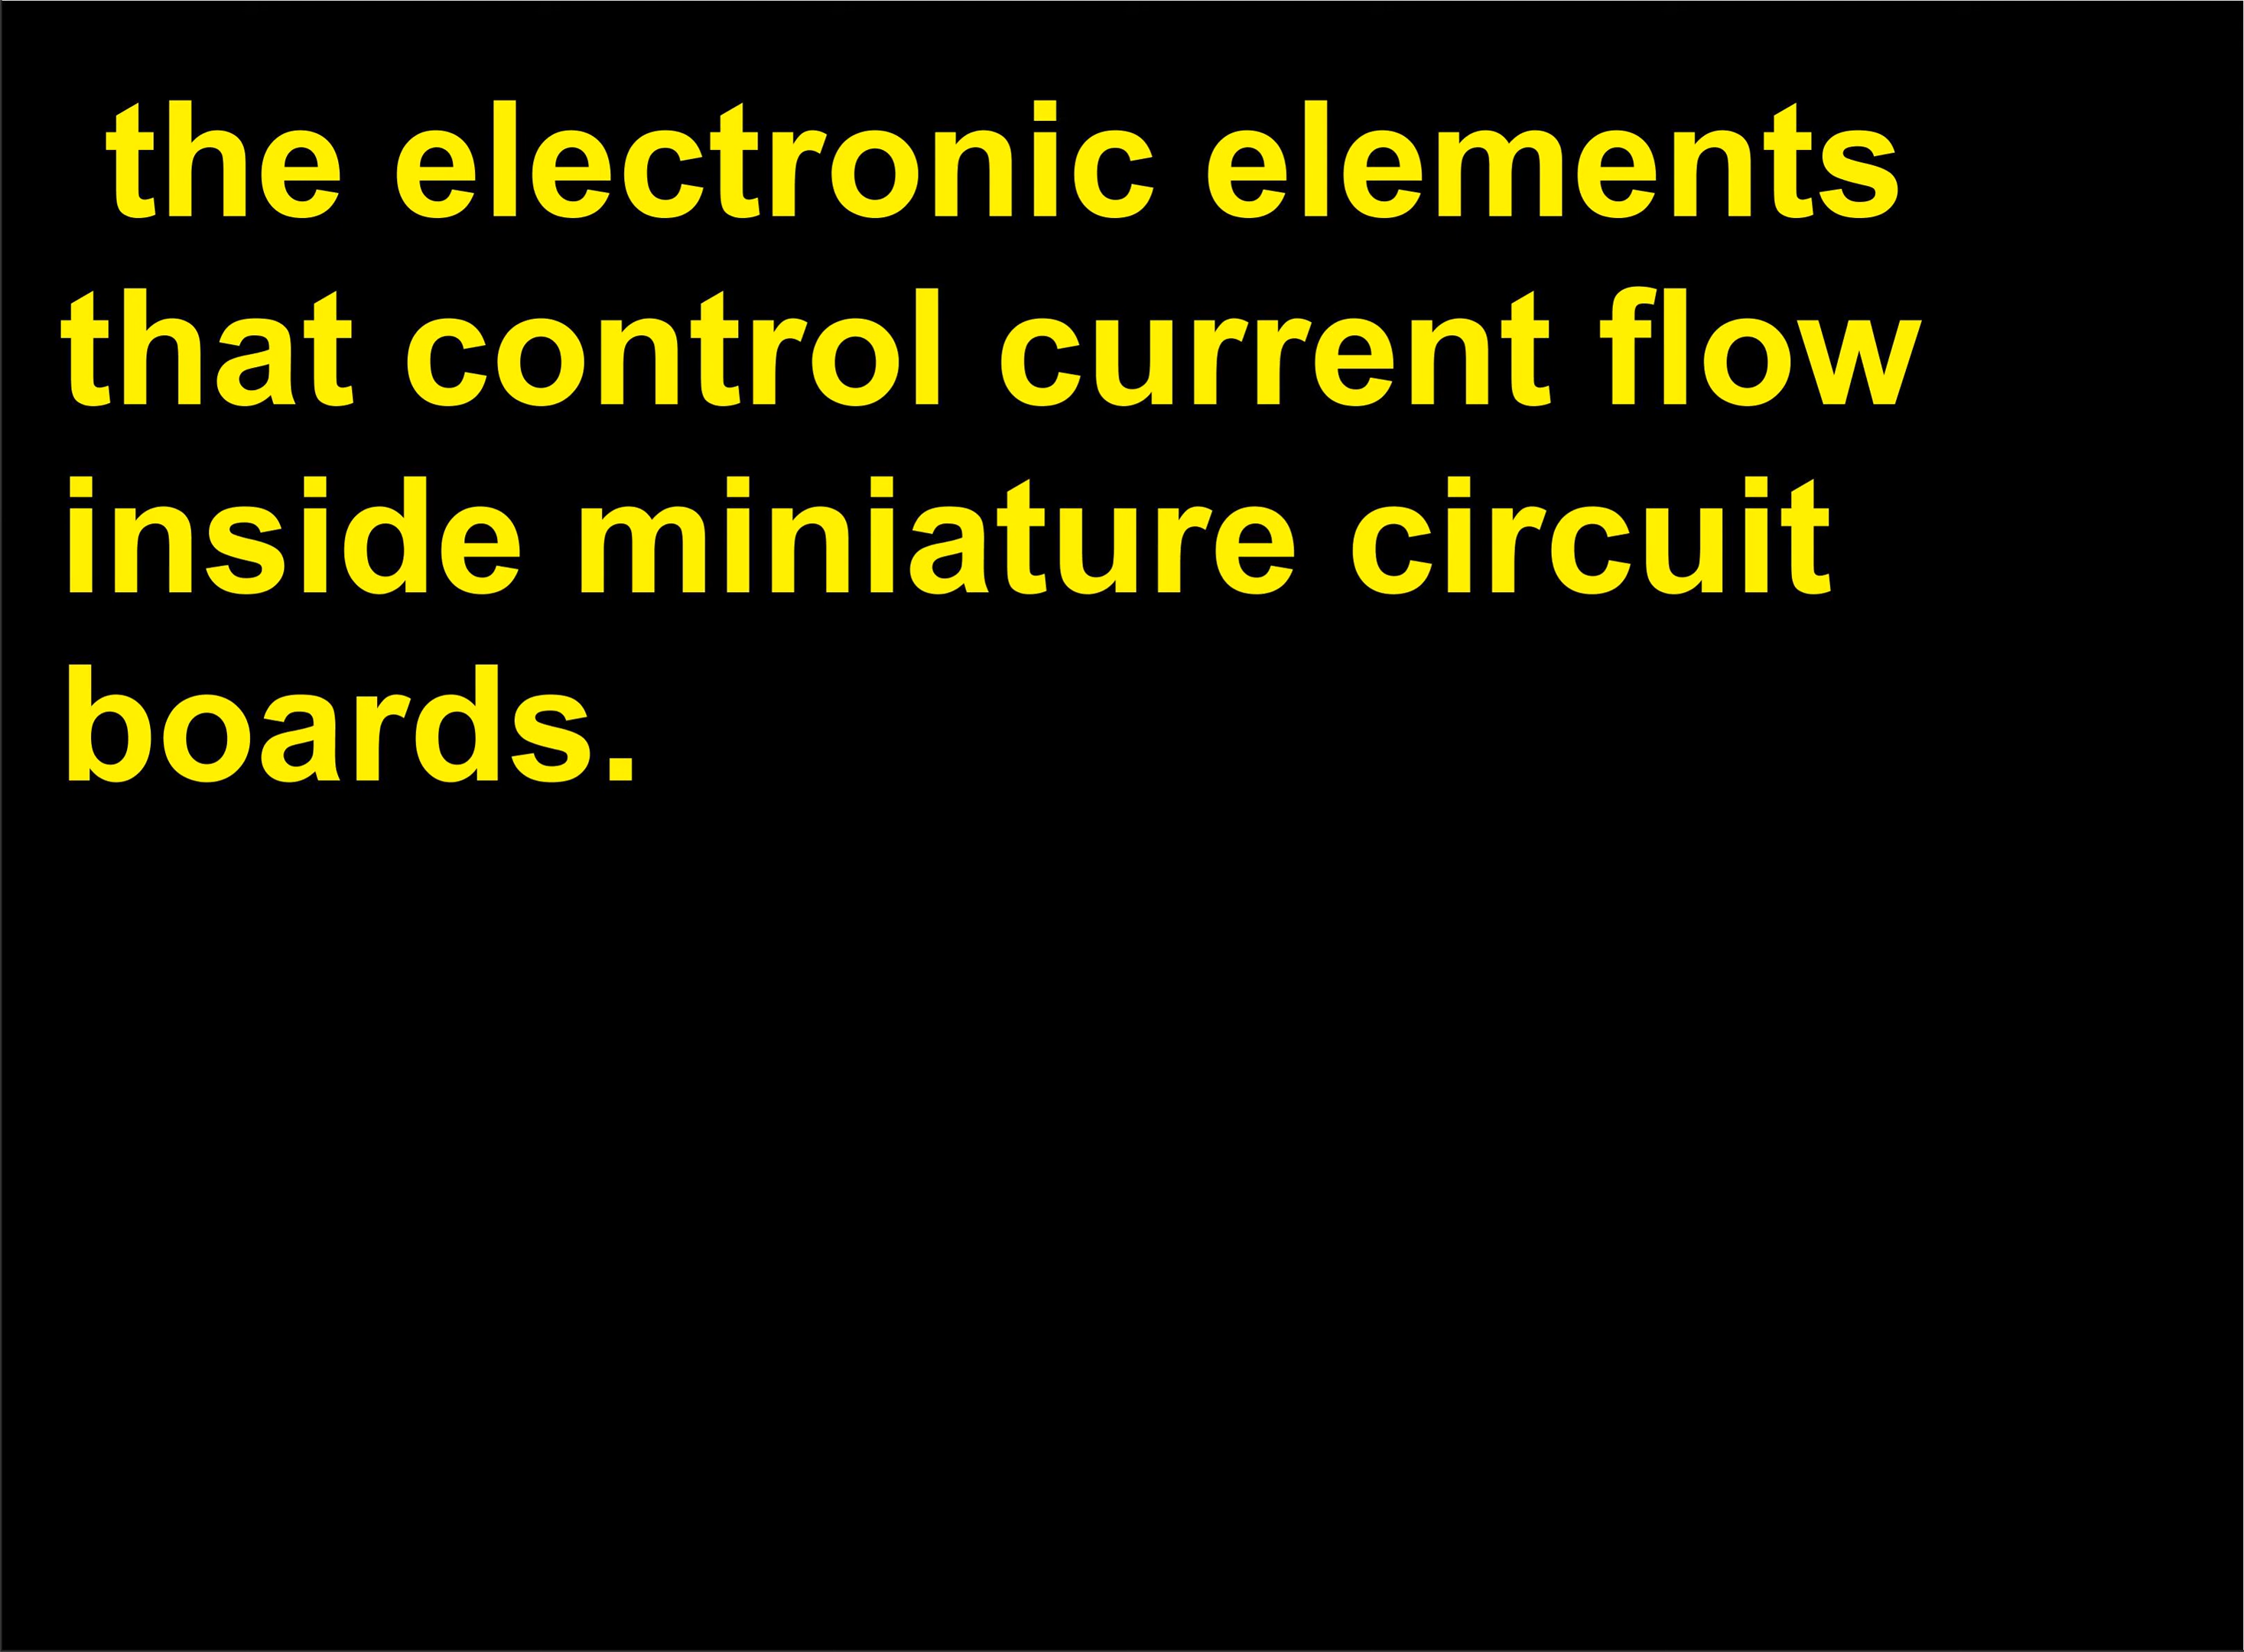 the electronic elements
that control current flow
inside miniature circuit
boards.